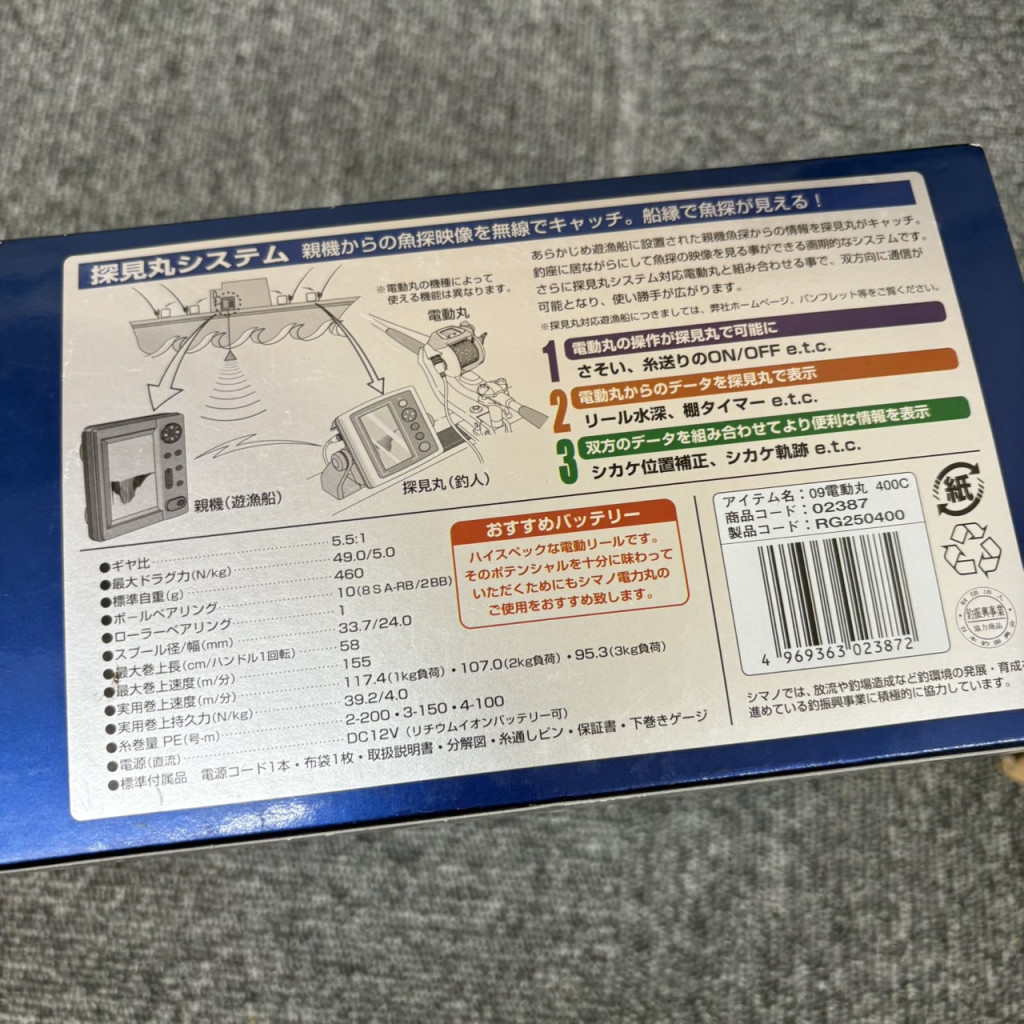 探見丸システム 親機からの魚探映像を無線でキャッチ。船縁で魚探が見える！
※電動丸の機種によって
使える機能は異なります。
電動丸
親機（遊漁船）
探見丸（釣人）
あらかじめ遊漁船に設置された親機魚探からの情報を探見丸がキャッチ。
釣座に居ながらにして魚探の映像を見る事ができる画期的なシステムです。
さらに探見丸システム対応電動丸と組み合わせる事で、双方向に通信が
可能となり、使い勝手が広がります。
※探見丸対応遊漁船につきましては、弊社ホームページ、パンフレット等をご覧ください。
1 電動丸の操作が探見丸で可能に
さそい、糸送りのON/OFF e.t.c.
2 電動丸からのデータを探見丸で表示
リール水深、棚タイマー e.t.c.
3 双方のデータを組み合わせてより便利な情報を表示
シカケ位置補正、シカケ軌跡 e.t.c.
●ギヤ比 5.5:1
●最大ドラグ力(N/kg) 49.0/5.0
●標準自重(g) 460
●ボールベアリング 10(8 S A-RB/2BB)
●ローラーベアリング 1
●スプール径/幅(mm) 33.7/24.0
●最大巻上長(cm/ハンドル1回転) 58
●最大巻上速度(m/分) 155
●実用巻上速度(m/分) 117.4(1kg負荷)・107.0(2kg負荷)・95.3(3kg負荷)
●実用巻上持久力(N/kg) 39.2/4.0
●糸巻量 PE(号-m) 2-200・3-150・4-100
●電源(直流) DC12V (リチウムイオンバッテリー可)
●標準付属品 電源コード1本・布袋1枚・取扱説明書・分解図・糸通しピン・保証書・下巻きゲージ
おすすめバッテリー
ハイスペックな電動リールです。
そのポテンシャルを十分に味わって
いただくためにもシマノ電力丸の
ご使用をおすすめ致します。
アイテム名：09電動丸 400C
商品コード：02387
製品コード：RG250400
4 969363 023872
紙
釣振興事業
協力商品
シマノでは、放流や釣場造成など釣環境の発展・育成を
進めている釣振興事業に積極的に協力しています。